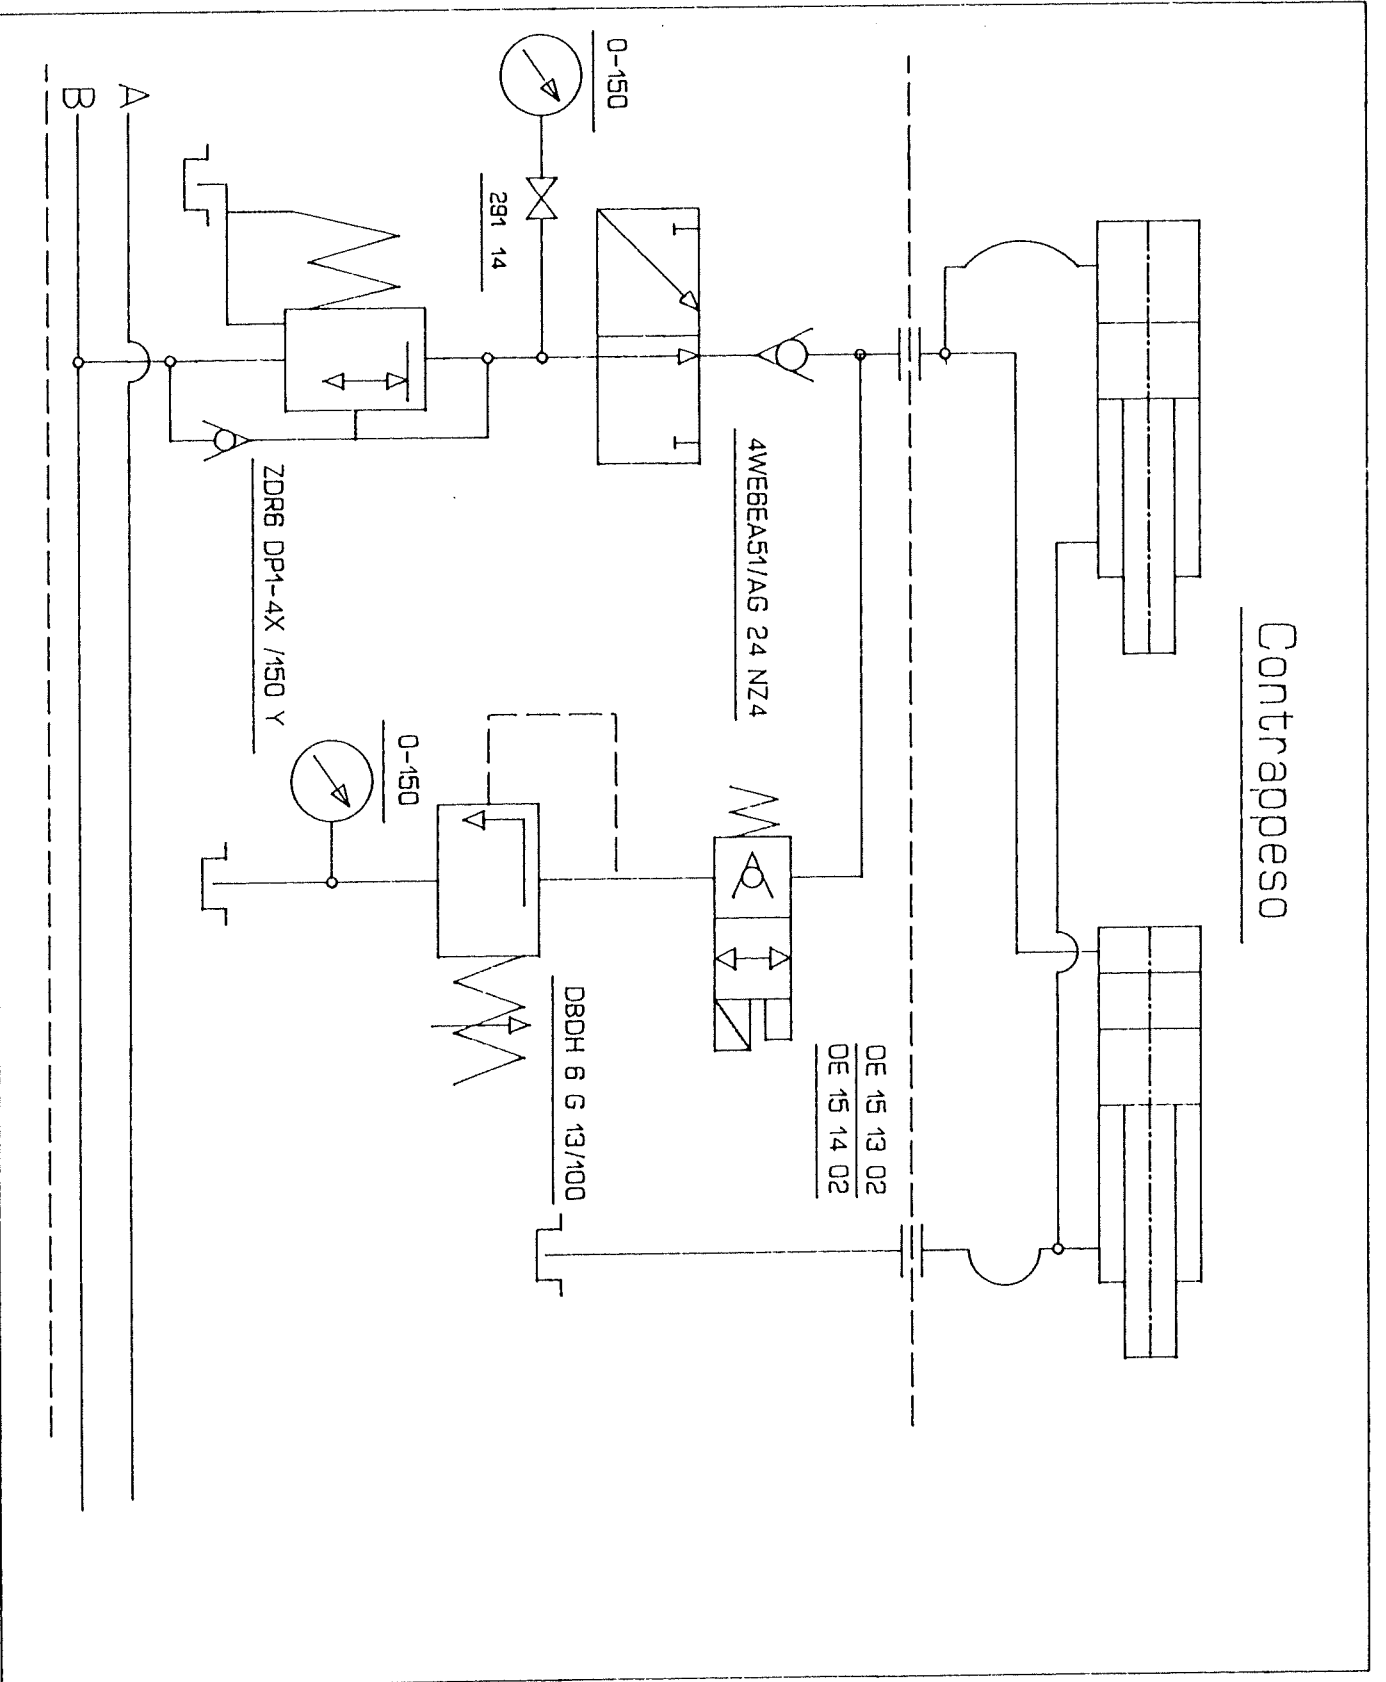 Contrappeso
OE 15 13 02
OE 15 14 02
4WE6EA51/AG 24 NZ4
0-150
DBDH 6 G 13/100
291 14
0-150
ZDR6 DP1-4X /150 Y
A
B